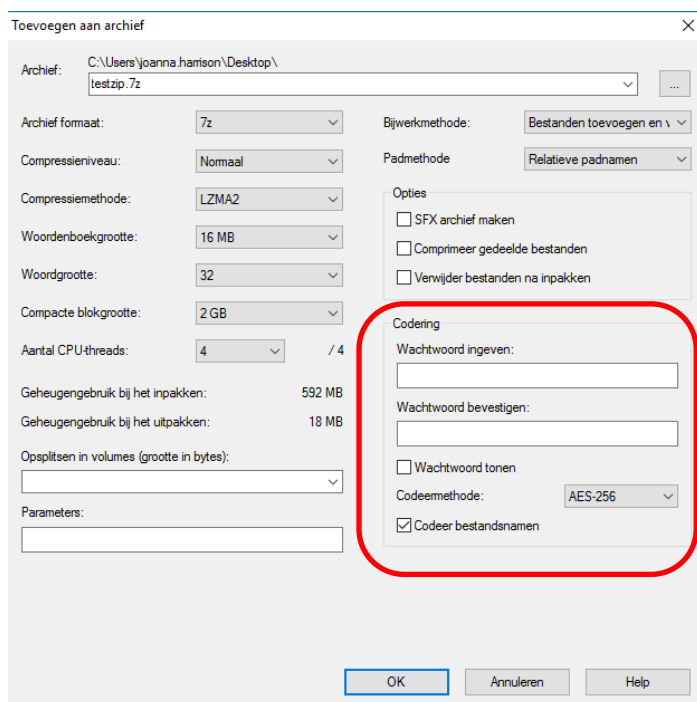 Toevoegen aan archief
Archief:
C:\Users\joanna.harrison\Desktop\
testzip.7z
...
Archief formaat:
7z
Compressieniveau:
Normaal
Compressiemethode:
LZMA2
Woordenboekgrootte:
16 MB
Woordgrootte:
32
Compacte blokgrootte:
2 GB
Aantal CPU-threads:
4
/ 4
Geheugengebruik bij het inpakken:
592 MB
Geheugengebruik bij het uitpakken:
18 MB
Opsplitsen in volumes (grootte in bytes):
Parameters:
Bijwerkmethode:
Bestanden toevoegen en v
Padmethode
Relatieve padnamen
Opties
SFX archief maken
Comprimeer gedeelde bestanden
Verwijder bestanden na inpakken
Codering
Wachtwoord ingeven:
Wachtwoord bevestigen:
Wachtwoord tonen
Codeermethode:
AES-256
Codeer bestandsnamen
OK
Annuleren
Help